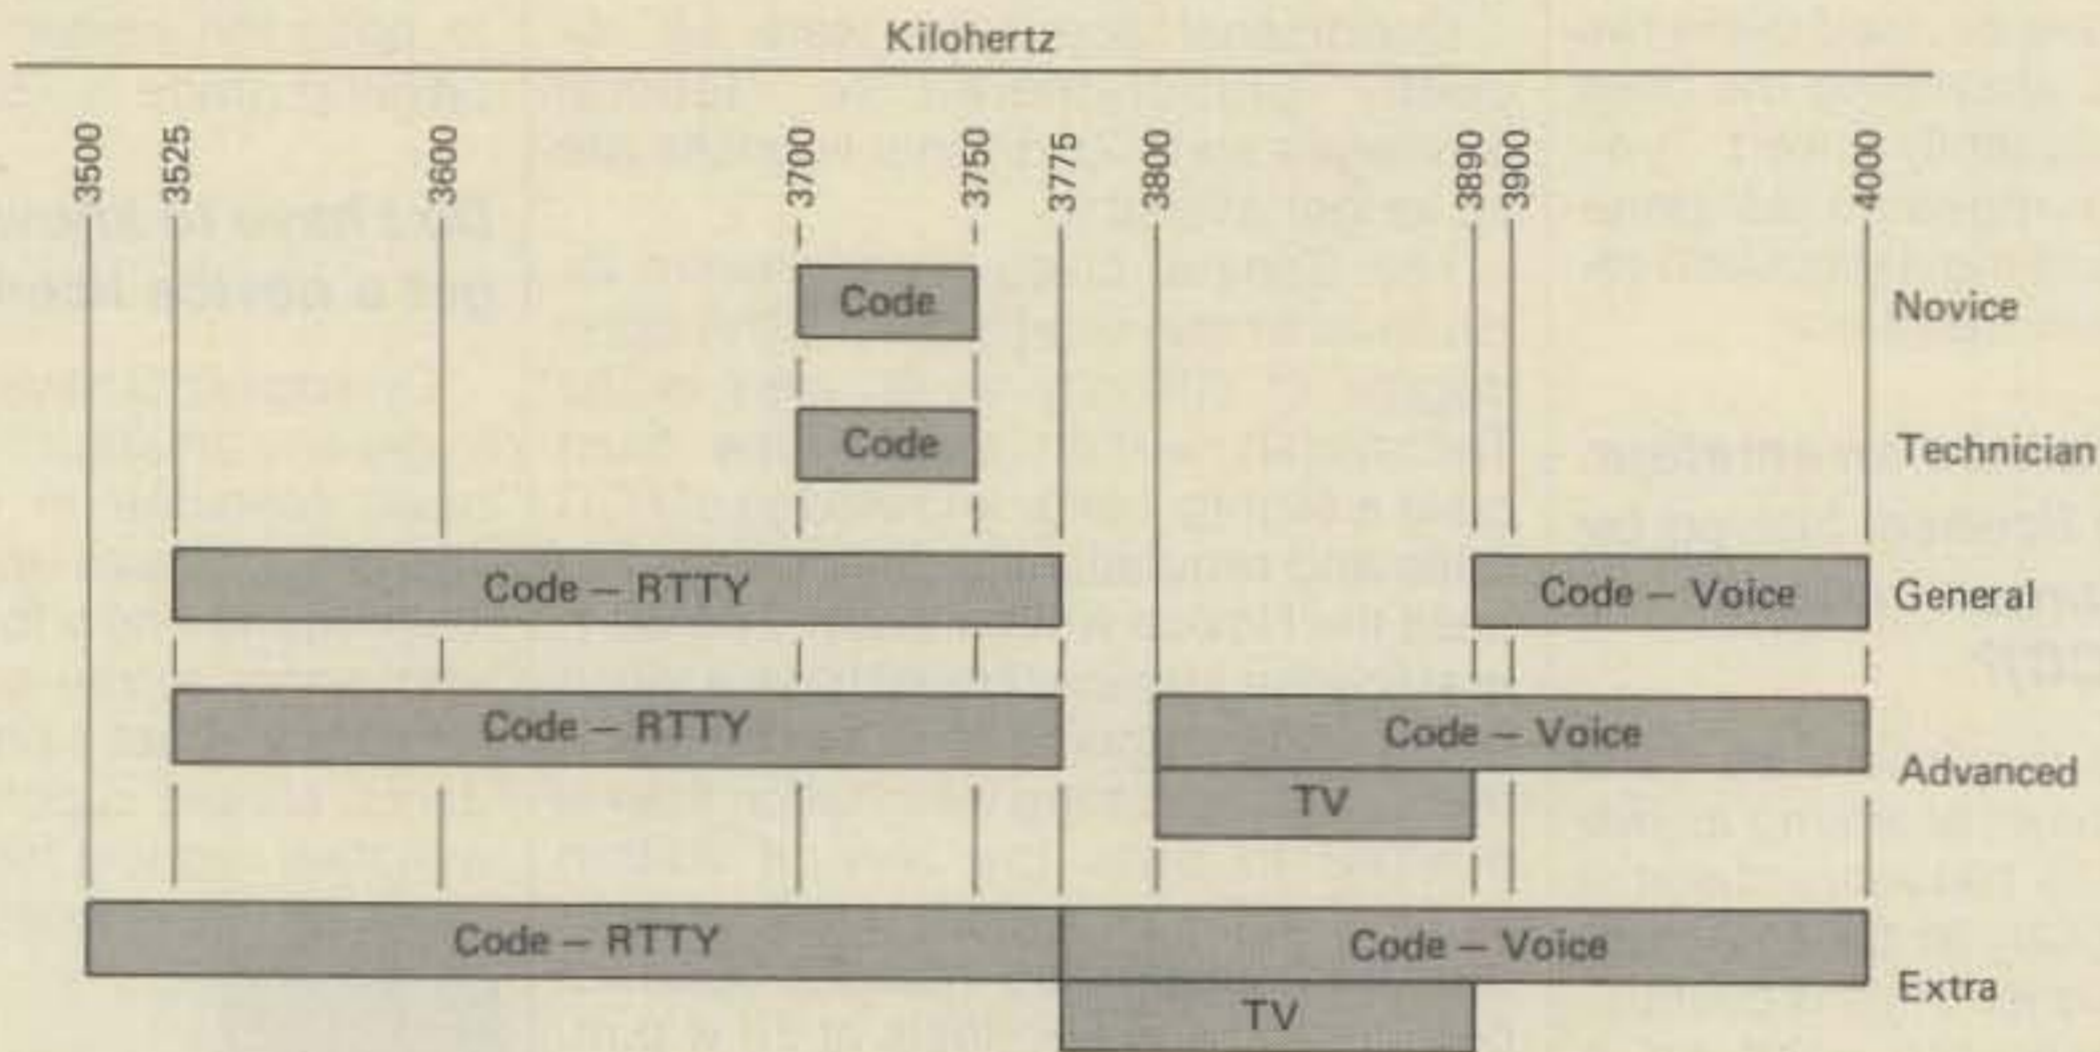 Kilohertz
3500 3525 3600 3700 3750 3775 3800 3890 3900 4000
Code Novice
Code Technician
Code — RTTY Code — Voice General
Code — RTTY Code — Voice
Advanced
TV
Code — RTTY Code — Voice
Extra
TV